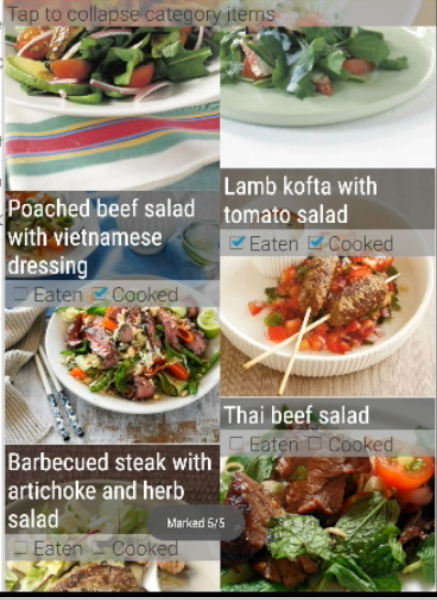 Tap to collapse category items
Poached beef salad
with vietnamese
dressing
Eaten Cooked
Lamb kofta with
tomato salad
Eaten Cooked
Barbecued steak with
artichoke and herb
salad
Eaten Cooked
Thai beef salad
Eaten Cooked
Marked 5/5